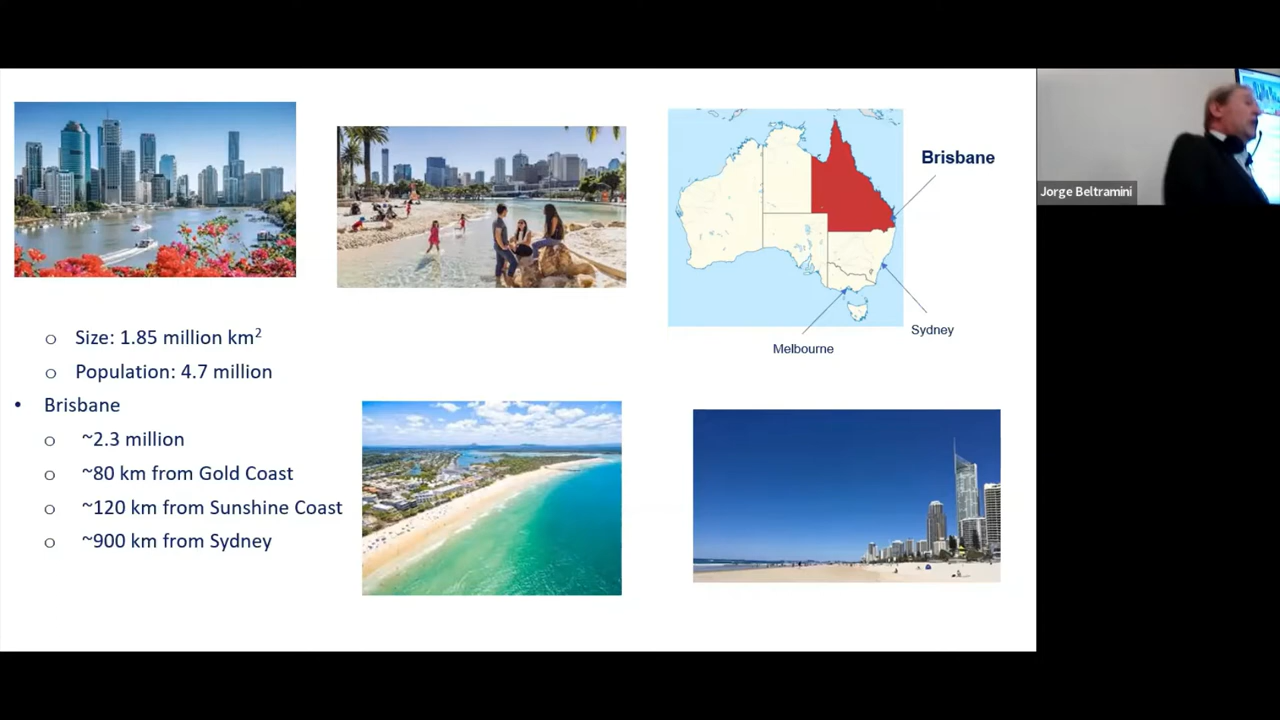 Brisbane
Jorge Beltramini
Sydney
Melbourne
o Size: 1.85 million km²
o Population: 4.7 million
• Brisbane
o ~2.3 million
o ~80 km from Gold Coast
o ~120 km from Sunshine Coast
o ~900 km from Sydney